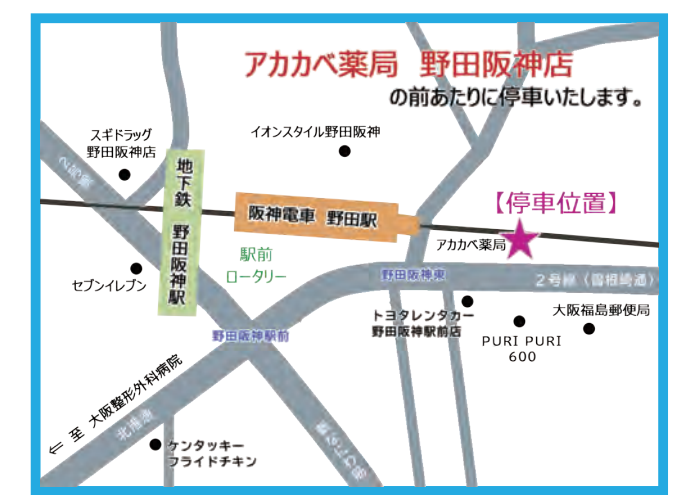 アカカベ薬局　野田阪神店
の前あたりに停車いたします。
スギドラッグ
野田阪神店
イオンスタイル野田阪神
2号線
地下鉄　野田阪神駅
阪神電車　野田駅
【停車位置】
アカカベ薬局
駅前
ロータリー
セブンイレブン
野田阪神東
2号線（曽根崎通）
トヨタレンタカー
野田阪神駅前店
大阪福島郵便局
PURI PURI
600
野田阪神駅前
⇐ 至 大阪整形外科病院
北港通
ケンタッキー
フライドチキン